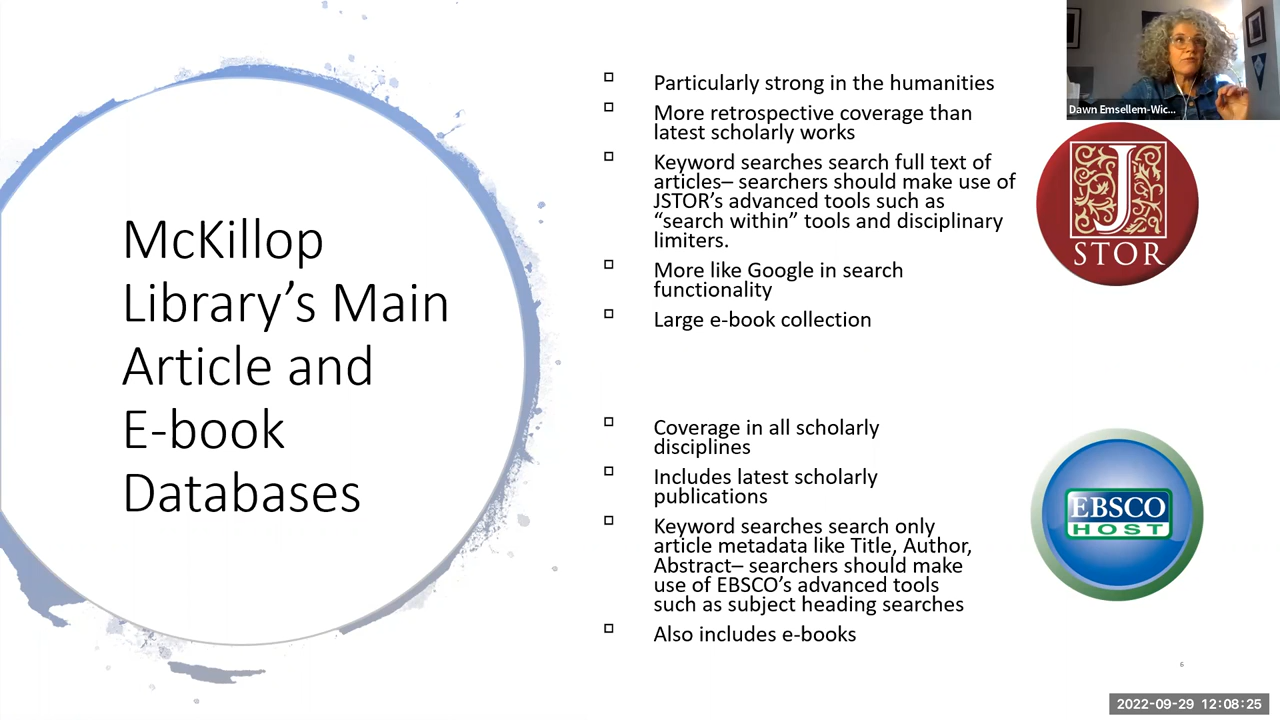 McKillop
Library’s Main
Article and
E-book
Databases
Particularly strong in the humanities
More retrospective coverage than
latest scholarly works
Keyword searches search full text of
articles– searchers should make use of
JSTOR’s advanced tools such as
“search within” tools and disciplinary
limiters.
More like Google in search
functionality
Large e-book collection
Coverage in all scholarly
disciplines
Includes latest scholarly
publications
Keyword searches search only
article metadata like Title, Author,
Abstract– searchers should make
use of EBSCO’s advanced tools
such as subject heading searches
Also includes e-books
Dawn Emsellem-Wic...
J
STOR
EBSCO
HOST
6
2022-09-29 12:08:25